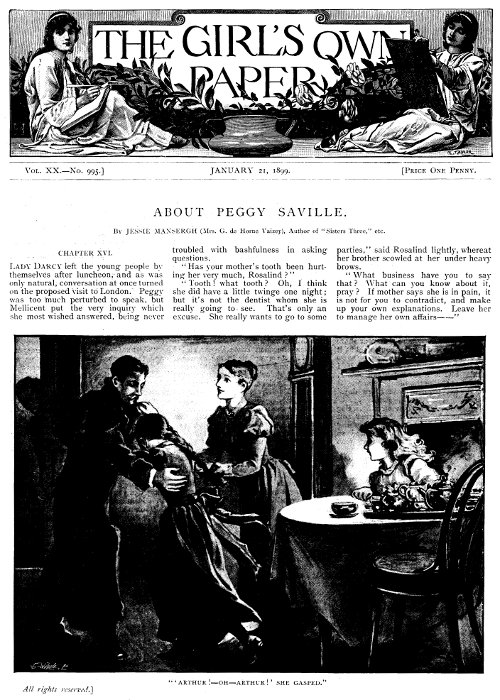 THE GIRL'S OWN
PAPER
VOL. XX.—NO. 995.]
JANUARY 21, 1899.
[PRICE ONE PENNY.
ABOUT PEGGY SAVILLE.
By JESSIE MANSERGH (Mrs. G. de Horne Vaizey), Author of "Sisters Three," etc.
CHAPTER XVI.
LADY DARCY left the young people by
themselves after luncheon, and as was
only natural, conversation at once turned
on the proposed visit to London. Peggy
was too much perturbed to speak, but
Mellicent put the very inquiry which
she most wished answered, being never
troubled with bashfulness in asking
questions.
"Has your mother's tooth been hurt-
ing her very much, Rosalind?"
"Tooth! what tooth? Oh, I think
she did have a little twinge one night;
but it's not the dentist whom she is
really going to see. That's only an
excuse. She really wants to go to some
parties," said Rosalind lightly, whereat
her brother scowled at her under heavy
brows.
"What business have you to say
that? What can you know about it,
pray? If mother says she is in pain, it
is not for you to contradict, and make
up your own explanations. Leave her
to manage her own affairs——"
"'ARTHUR!—OH—ARTHUR!' SHE GASPED."
All rights reserved.]